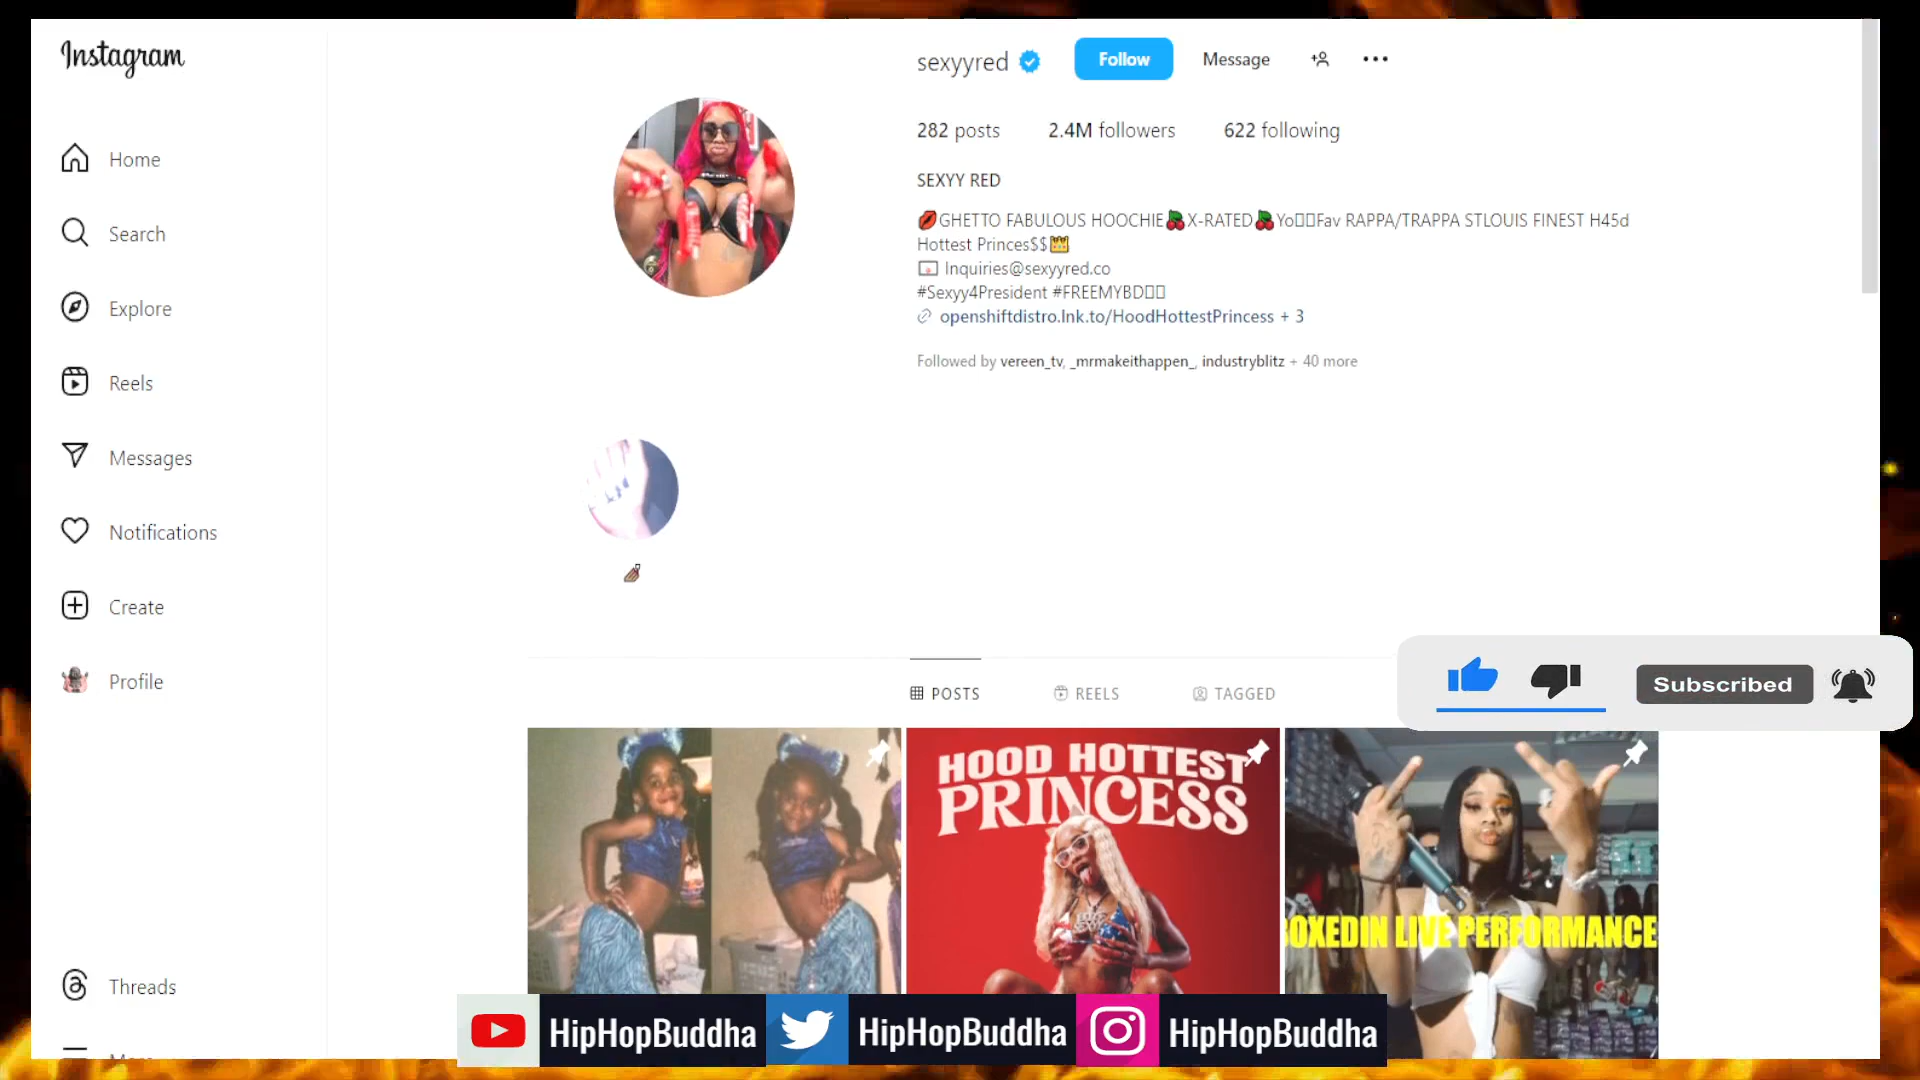 Instagram
Home
Search
Explore
Reels
Messages
Notifications
Create
Profile
Threads
sexyyred
Follow
Message
282 posts
2.4M followers
622 following
SEXYY RED
💋GHETTO FABULOUS HOOCHIE🍒X-RATED🍒Yo▯▯Fav RAPPA/TRAPPA STLOUIS FINEST H45d
Hottest Princes$$👑
💌 Inquiries@sexyyred.co
#Sexyy4President #FREEMYBD▯▯
openshiftdistro.lnk.to/HoodHottestPrincess + 3
Followed by vereen_tv, _mrmakeithappen_, industryblitz + 40 more
POSTS
REELS
TAGGED
Subscribed
HOOD HOTTEST
PRINCESS
OXEDIN LIVE PERFORMANCE
HipHopBuddha
HipHopBuddha
HipHopBuddha